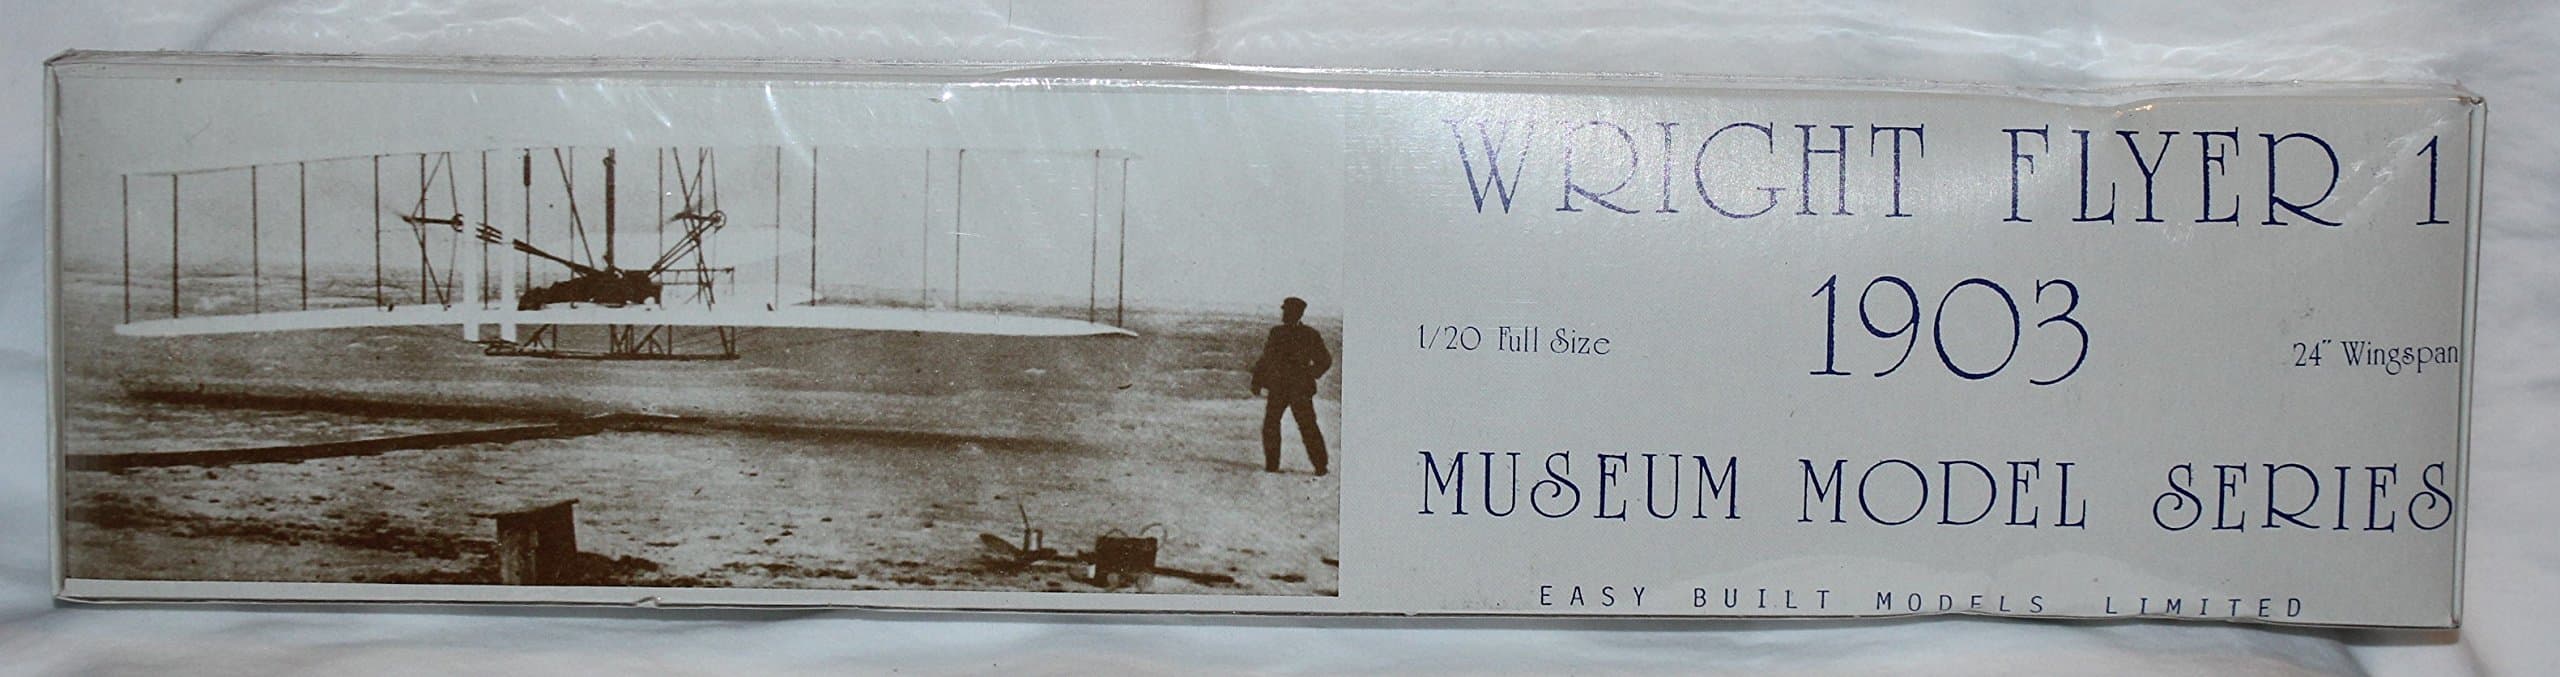 WRIGHT FLYER 1
1903
1/20 Full Size
24" Wingspan
MUSEUM MODEL SERIES
EASY BUILT MODELS LIMITED